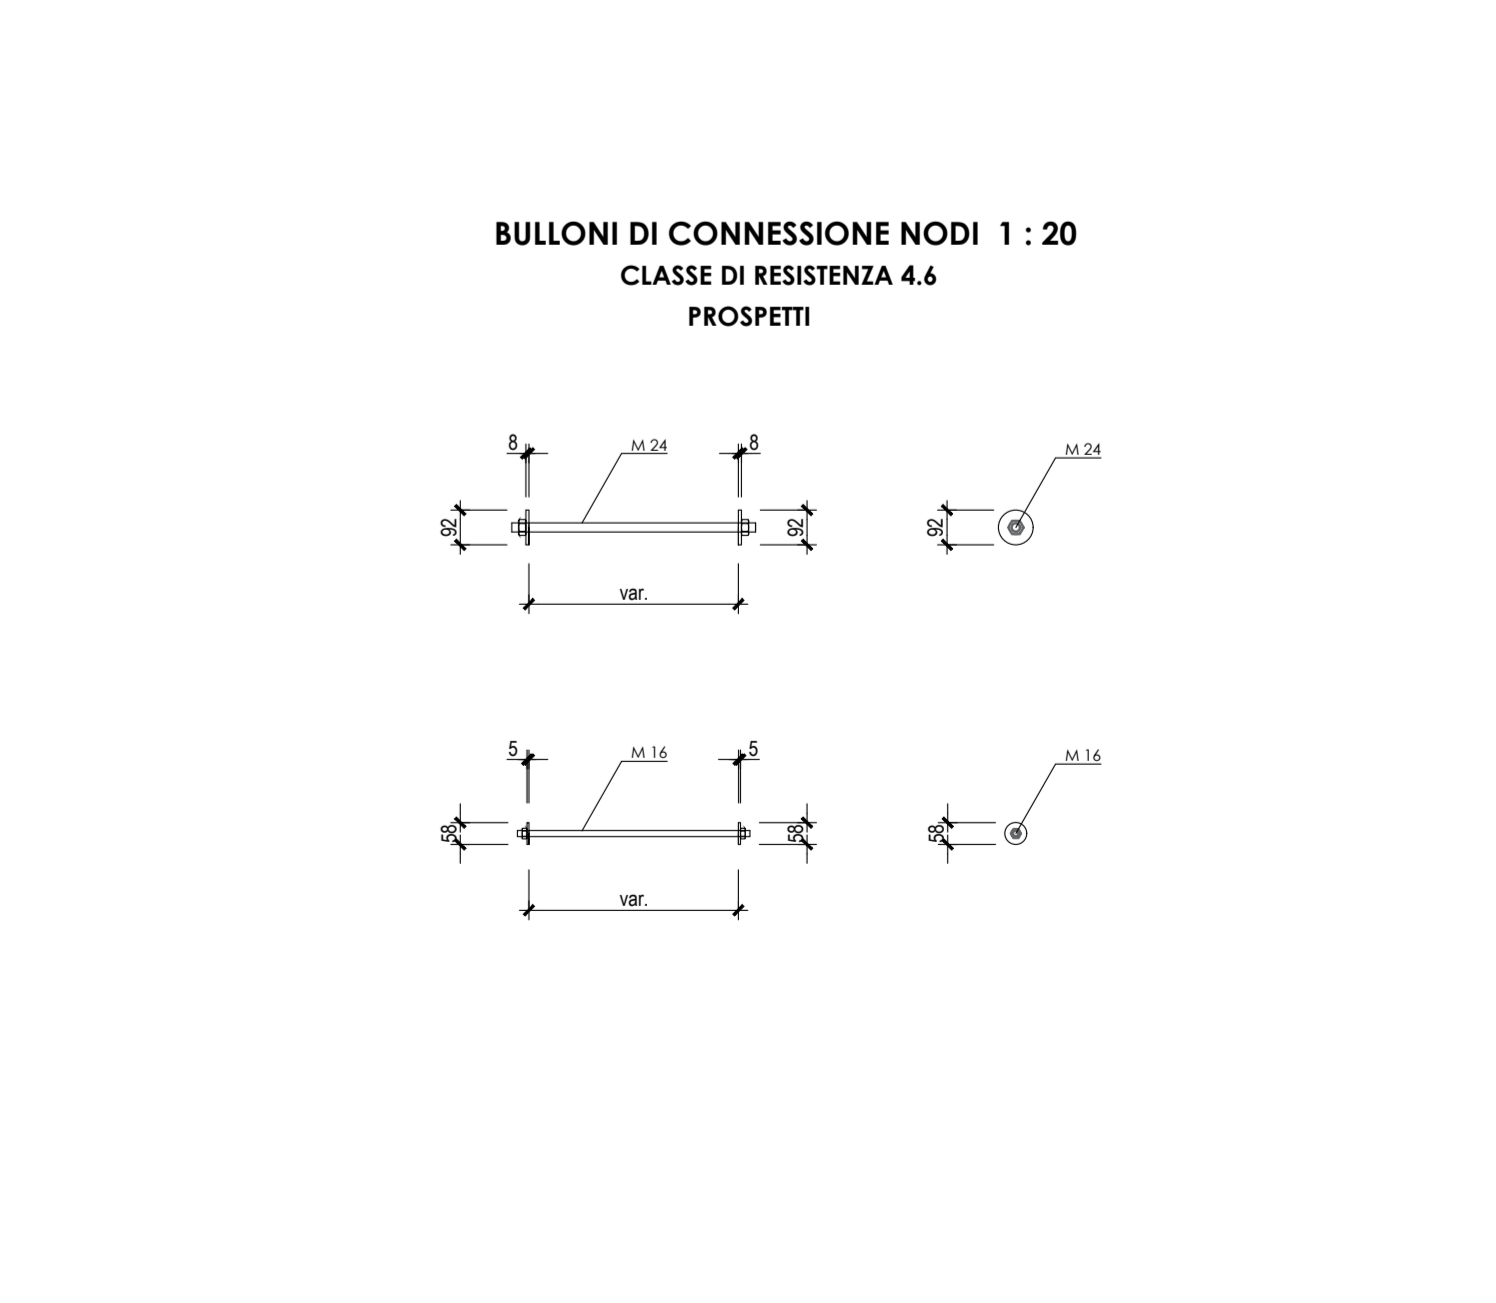 BULLONI DI CONNESSIONE NODI 1 : 20
CLASSE DI RESISTENZA 4.6
PROSPETTI
8
M 24
8
M 24
92
92
92
var.
5
M 16
5
M 16
58
58
58
var.